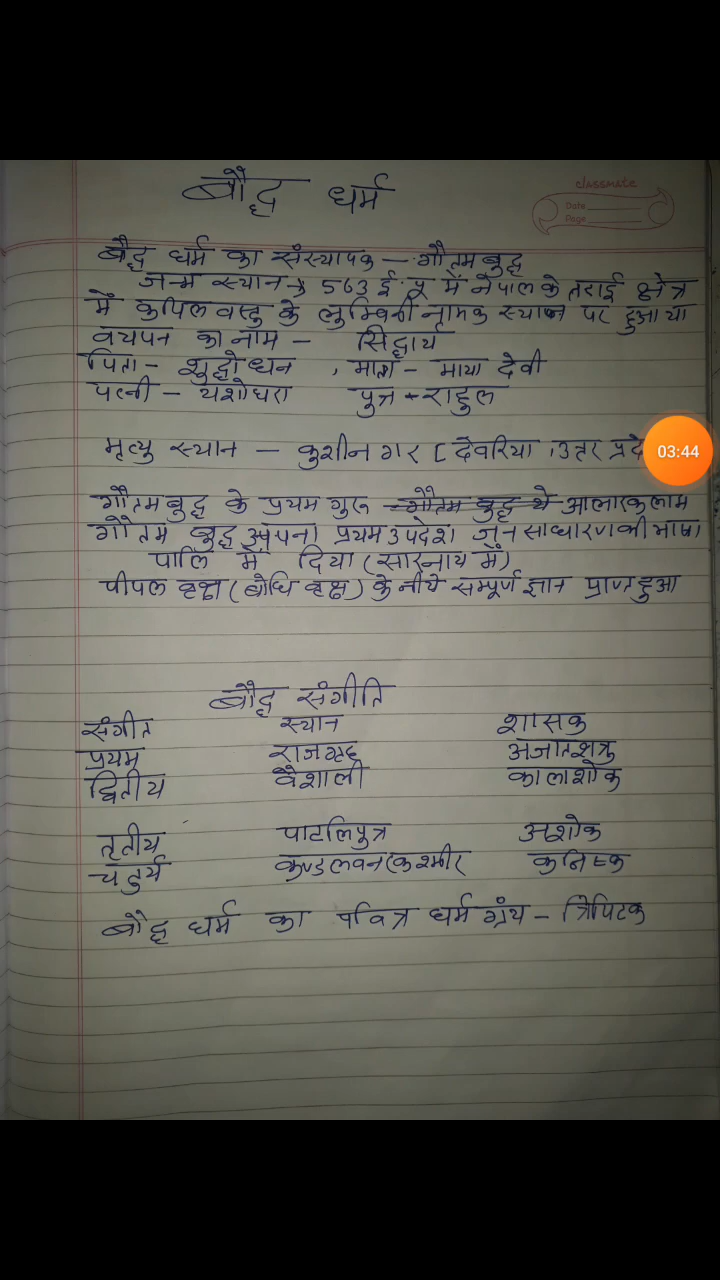 बौद्ध धर्म
classmate
Date
Page
बौद्ध धर्म का संस्थापक — गौतम बुद्ध
जन्म स्थान → 563 ई.पू में नेपाल के तराई क्षेत्र
में कपिल वस्तु के लुम्बिनी नामक स्थान पर हुआ था
बचपन का नाम - सिद्धार्थ
पिता - शुद्धोधन , माता - माया देवी
पत्नी - यशोधरा पुत्र - राहुल
मृत्यु स्थान — कुशीनगर [देवरिया , उत्तर प्रदे
03:44
गौतम बुद्ध के प्रथम गुरु गौतम बुद्ध थे आलारकलाम
गौतम बुद्ध अपना प्रथम उपदेश जन साधारण की भाषा
पालि में दिया (सारनाथ में)
पीपल वृक्ष (बोधि वृक्ष) के नीचे सम्पूर्ण ज्ञान प्राप्त हुआ
बौद्ध संगीति
संगीत स्थान शासक
प्रथम राजगृह अजातशत्रु
द्वितीय वैशाली कालाशोक
तृतीय पाटलिपुत्र अशोक
चतुर्थ कुण्डलवन(कश्मीर कनिष्क
बौद्ध धर्म का पवित्र धर्म ग्रंथ - त्रिपिटक